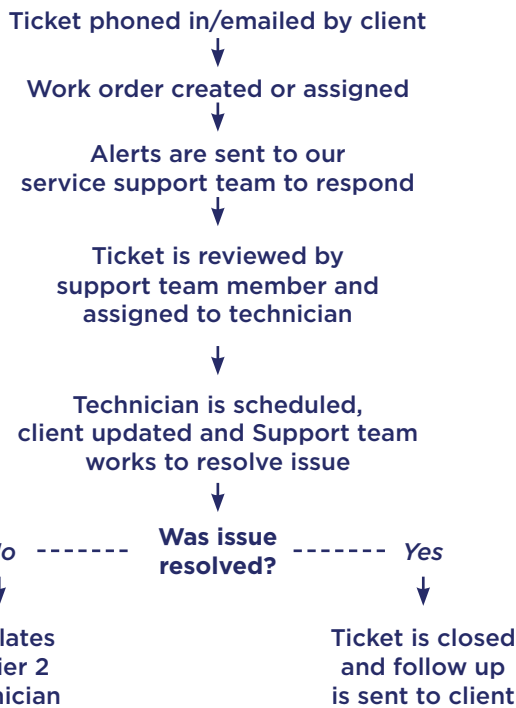 Ticket phoned in/emailed by client
Work order created or assigned
Alerts are sent to our
service support team to respond
Ticket is reviewed by
support team member and
assigned to technician
Technician is scheduled,
client updated and Support team
works to resolve issue
Was issue
resolved?
Yes
2
Ticket is closed
and follow up
is sent to client